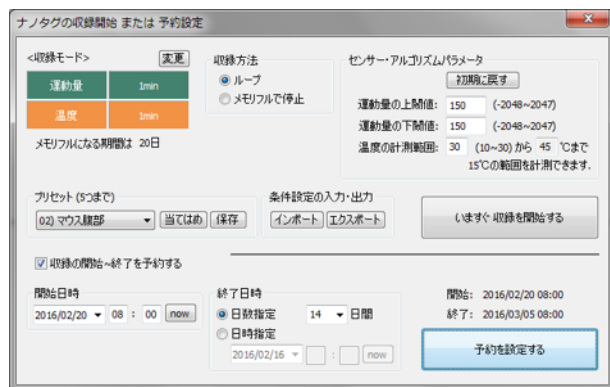 ナノタグの収録開始 または 予約設定
<収録モード> 変更
運動量 1min
温度 1min
メモリフルになる期間は 20日
収録方法
ループ
メモリフルで停止
センサー・アルゴリズムパラメータ
初期に戻す
運動量の上閾値: 150 (-2048~2047)
運動量の下閾値: 150 (-2048~2047)
温度の計測範囲: 30 (10~30) から 45 ℃まで
15℃の範囲を計測できます.
プリセット (5つまで)
02) マウス腹部 当てはめ 保存
条件設定の入力・出力
インポート エクスポート
いますぐ収録を開始する
収録の開始~終了を予約する
開始日時
2016/02/20 08 : 00 now
終了日時
日数指定 14 日間
日時指定
2016/02/16 : now
開始: 2016/02/20 08:00
終了: 2016/03/05 08:00
予約を設定する